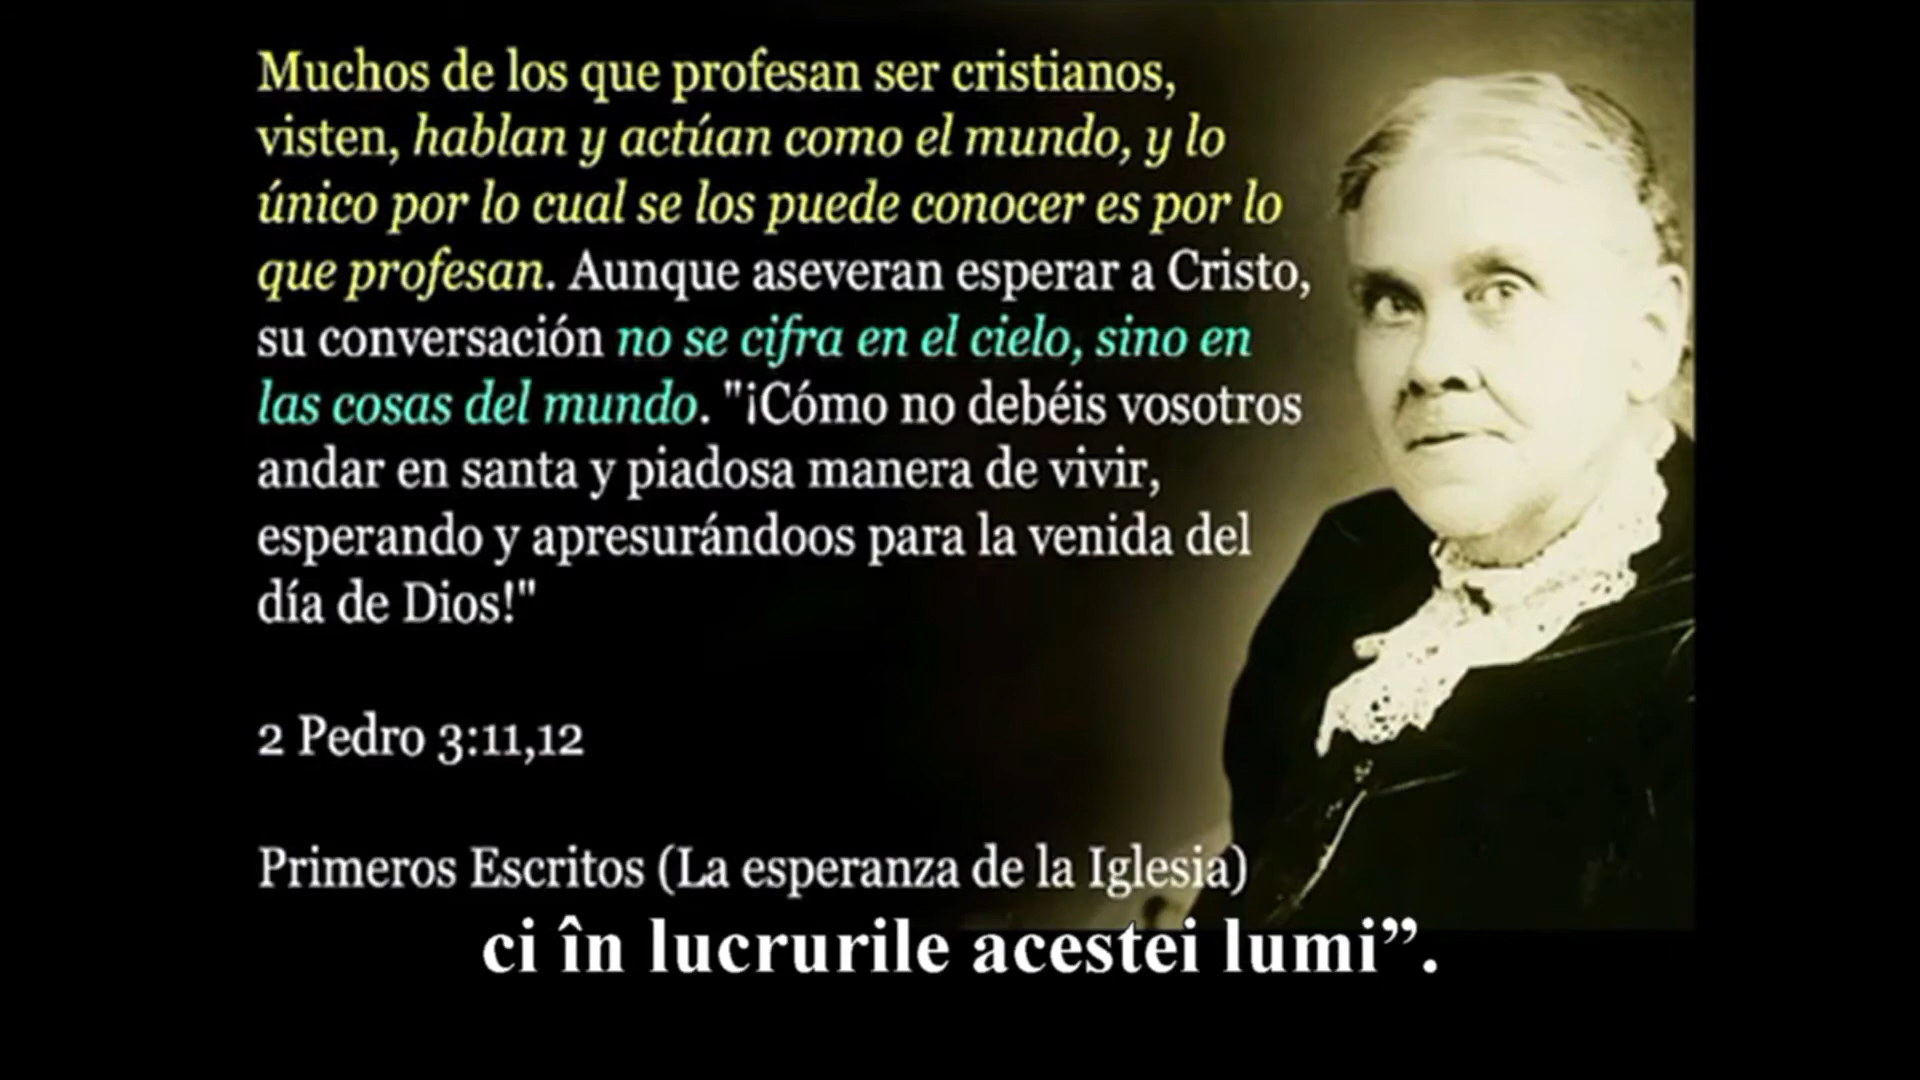 Muchos de los que profesan ser cristianos,
visten, hablan y actúan como el mundo, y lo
único por lo cual se los puede conocer es por lo
que profesan. Aunque aseveran esperar a Cristo,
su conversación no se cifra en el cielo, sino en
las cosas del mundo. "¡Cómo no debéis vosotros
andar en santa y piadosa manera de vivir,
esperando y apresurándoos para la venida del
día de Dios!"
2 Pedro 3:11,12
Primeros Escritos (La esperanza de la Iglesia)
ci în lucrurile acestei lumi”.